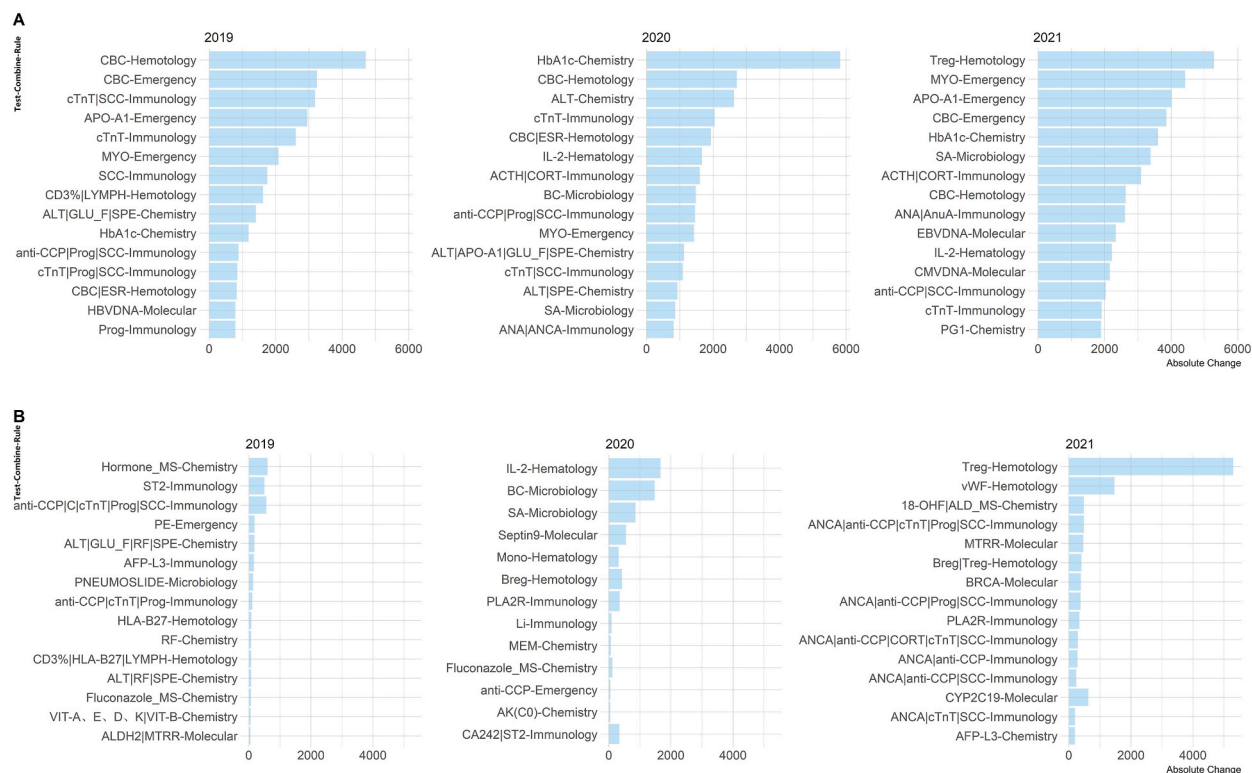 A
Test-Combine-Rule
2019
CBC-Hemotology
CBC-Emergency
cTnT|SCC-Immunology
APO-A1-Emergency
cTnT-Immunology
MYO-Emergency
SCC-Immunology
CD3%|LYMPH-Hemotology
ALT|GLU_F|SPE-Chemistry
HbA1c-Chemistry
anti-CCP|Prog|SCC-Immunology
cTnT|Prog|SCC-Immunology
CBC|ESR-Hemotology
HBVDNA-Molecular
Prog-Immunology
0 2000 4000 6000
2020
HbA1c-Chemistry
CBC-Hemotology
ALT-Chemistry
cTnT-Immunology
CBC|ESR-Hemotology
IL-2-Hematology
ACTH|CORT-Immunology
BC-Microbiology
anti-CCP|Prog|SCC-Immunology
MYO-Emergency
ALT|APO-A1|GLU_F|SPE-Chemistry
cTnT|SCC-Immunology
ALT|SPE-Chemistry
SA-Microbiology
ANA|ANCA-Immunology
0 2000 4000 6000
2021
Treg-Hemotology
MYO-Emergency
APO-A1-Emergency
CBC-Emergency
HbA1c-Chemistry
SA-Microbiology
ACTH|CORT-Immunology
CBC-Hemotology
ANA|AnuA-Immunology
EBVDNA-Molecular
IL-2-Hematology
CMVDNA-Molecular
anti-CCP|SCC-Immunology
cTnT-Immunology
PG1-Chemistry
0 2000 4000 6000
Absolute Change
B
Test-Combine-Rule
2019
Hormone_MS-Chemistry
ST2-Immunology
anti-CCP|C|cTnT|Prog|SCC-Immunology
PE-Emergency
ALT|GLU_F|RF|SPE-Chemistry
AFP-L3-Immunology
PNEUMOSLIDE-Microbiology
anti-CCP|cTnT|Prog-Immunology
HLA-B27-Hemotology
RF-Chemistry
CD3%|HLA-B27|LYMPH-Hemotology
ALT|RF|SPE-Chemistry
Fluconazole_MS-Chemistry
VIT-A、E、D、K|VIT-B-Chemistry
ALDH2|MTRR-Molecular
0 2000 4000
2020
IL-2-Hematology
BC-Microbiology
SA-Microbiology
Septin9-Molecular
Mono-Hematology
Breg-Hemotology
PLA2R-Immunology
Li-Immunology
MEM-Chemistry
Fluconazole_MS-Chemistry
anti-CCP-Emergency
AK(C0)-Chemistry
CA242|ST2-Immunology
0 2000 4000
2021
Treg-Hemotology
vWF-Hemotology
18-OHF|ALD_MS-Chemistry
ANCA|anti-CCP|cTnT|Prog|SCC-Immunology
MTRR-Molecular
Breg|Treg-Hemotology
BRCA-Molecular
ANCA|anti-CCP|Prog|SCC-Immunology
PLA2R-Immunology
ANCA|anti-CCP|CORT|cTnT|SCC-Immunology
ANCA|anti-CCP-Immunology
ANCA|anti-CCP|SCC-Immunology
CYP2C19-Molecular
ANCA|cTnT|SCC-Immunology
AFP-L3-Chemistry
0 2000 4000
Absolute Change